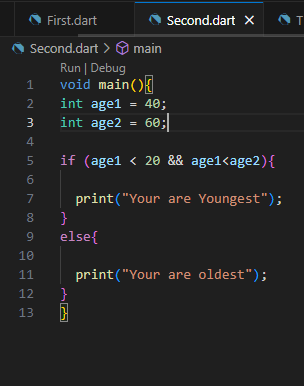 First.dart Second.dart T
Second.dart > main
Run | Debug
1 void main(){
2 int age1 = 40;
3 int age2 = 60;
4
5 if (age1 < 20 && age1<age2){
6
7 print("Your are Youngest");
8 }
9 else{
10
11 print("Your are oldest");
12 }
13 }